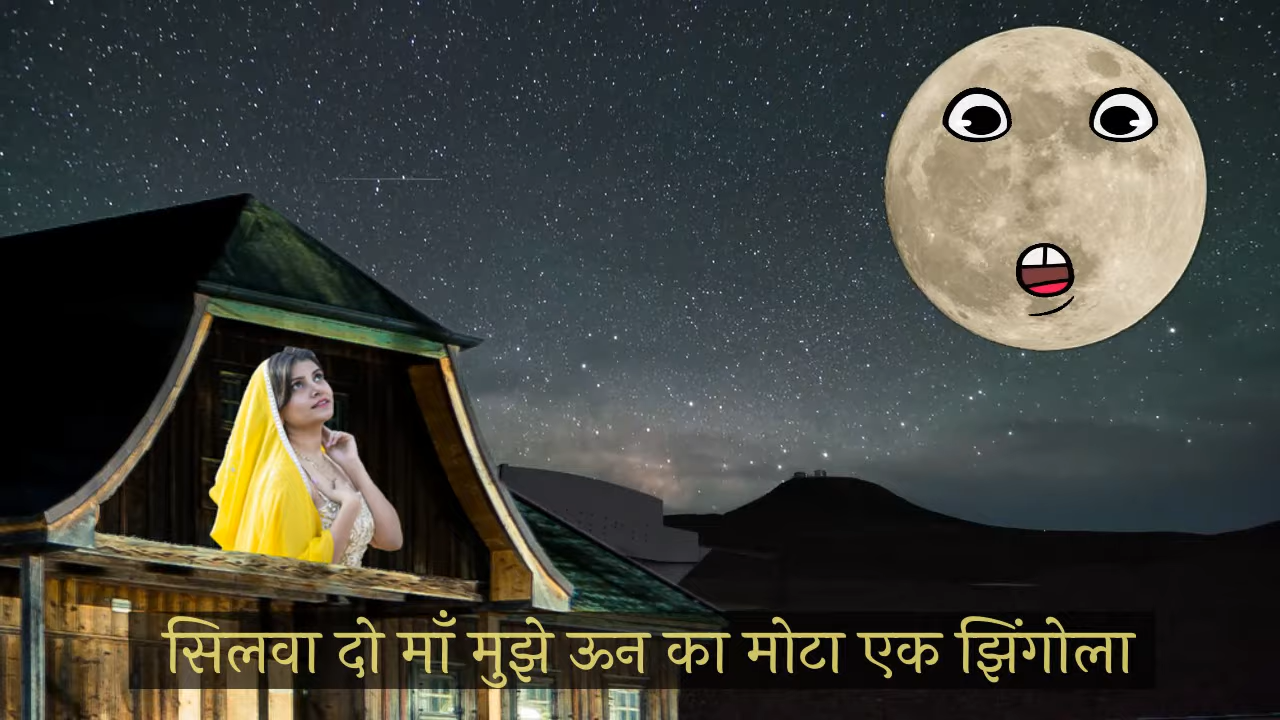 सिलवा दो माँ मुझे ऊन का मोटा एक झिंगोला